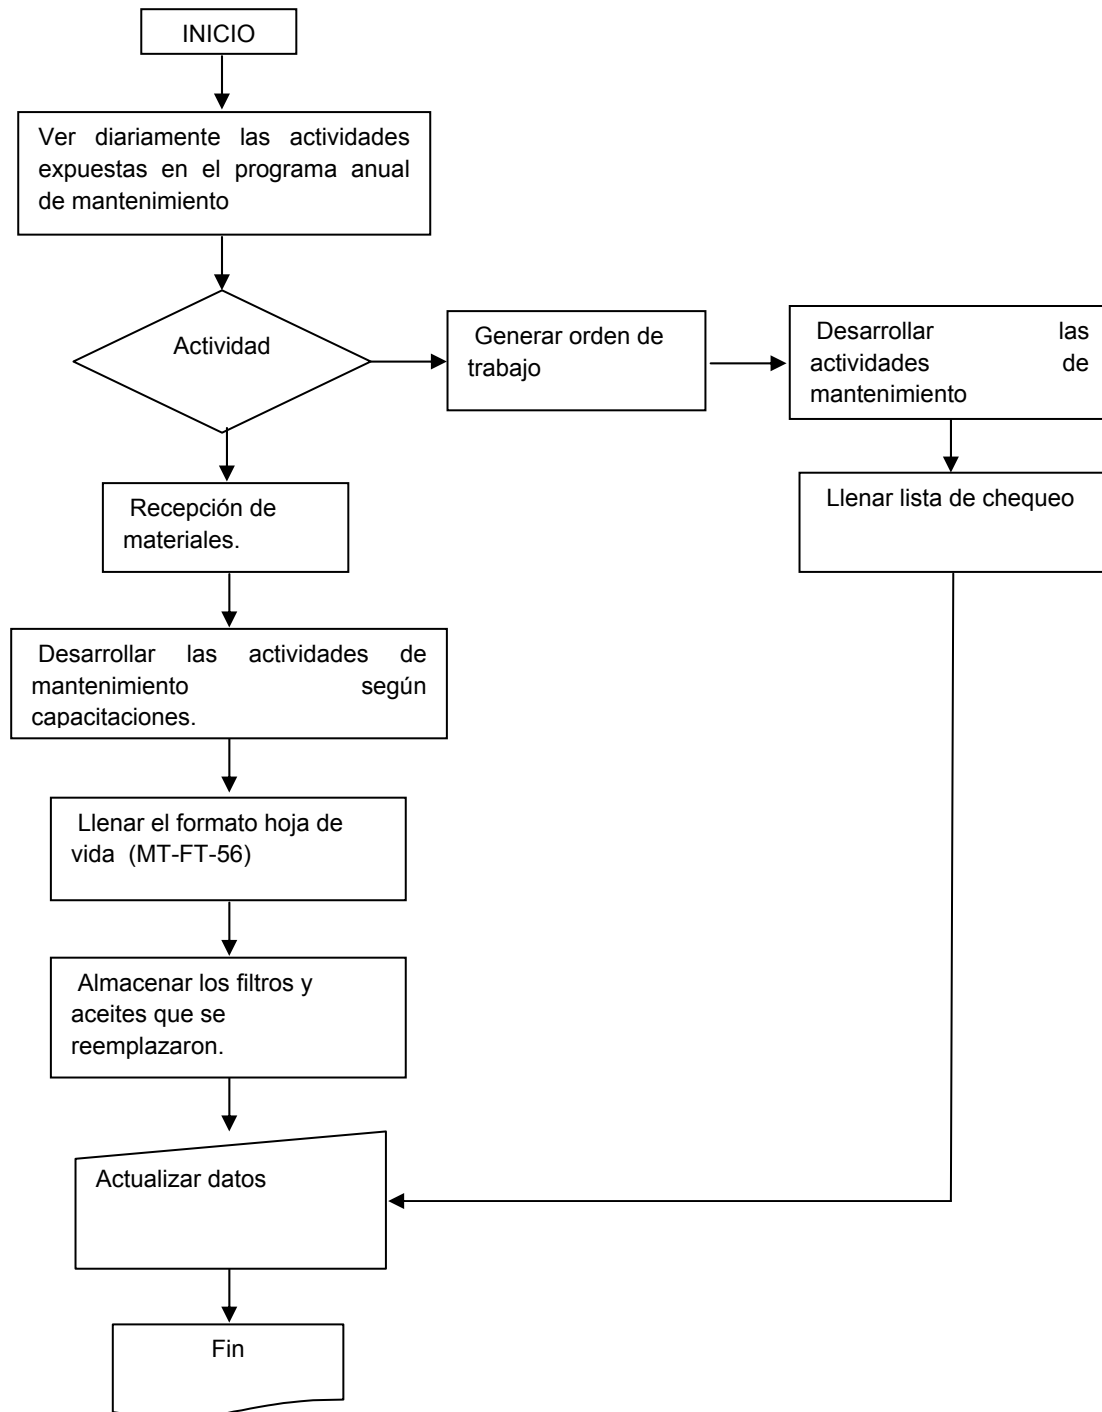 INICIO
Ver diariamente las actividades
expuestas en el programa anual
de mantenimiento
Actividad
Generar orden de
trabajo
Desarrollar las
actividades de
mantenimiento
Llenar lista de chequeo
Recepción de
materiales.
Desarrollar las actividades de
mantenimiento según
capacitaciones.
Llenar el formato hoja de
vida (MT-FT-56)
Almacenar los filtros y
aceites que se
reemplazaron.
Actualizar datos
Fin